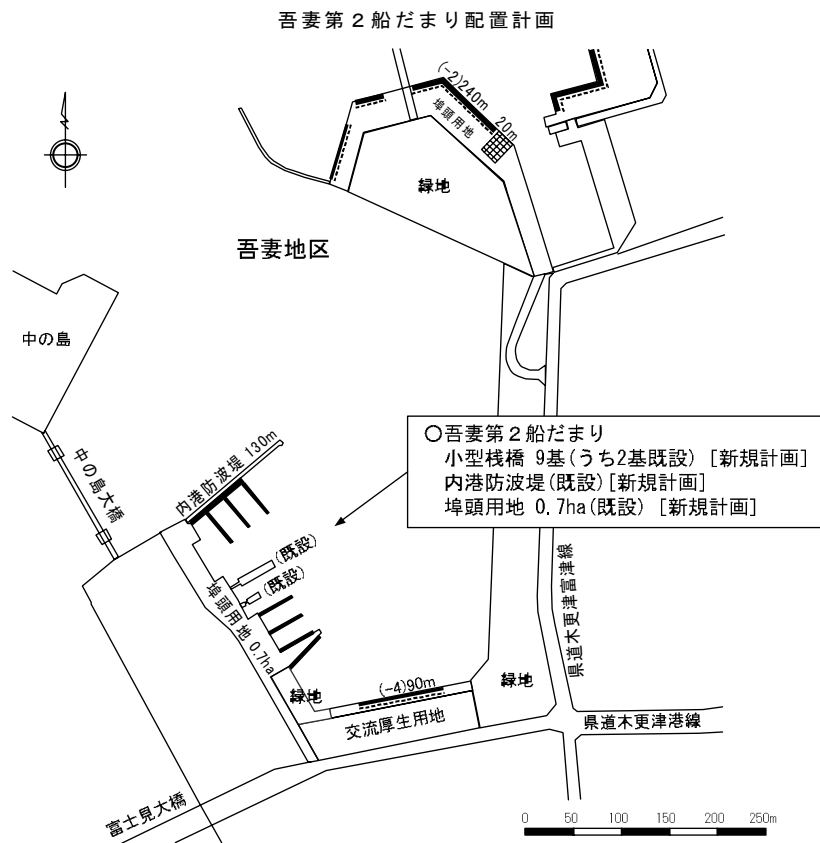 吾妻第２船だまり配置計画
(-2)240m
20m
埠頭用地
緑地
吾妻地区
中の島
中の島大橋
内港防波堤 130m
○吾妻第２船だまり
小型桟橋 9基(うち2基既設) [新規計画]
内港防波堤(既設)[新規計画]
埠頭用地 0.7ha(既設) [新規計画]
(既設)
(既設)
埠頭用地 0.7ha
県道木更津富津線
緑地
(-4)90m
緑地
交流厚生用地
県道木更津港線
富士見大橋
0 50 100 150 200 250m